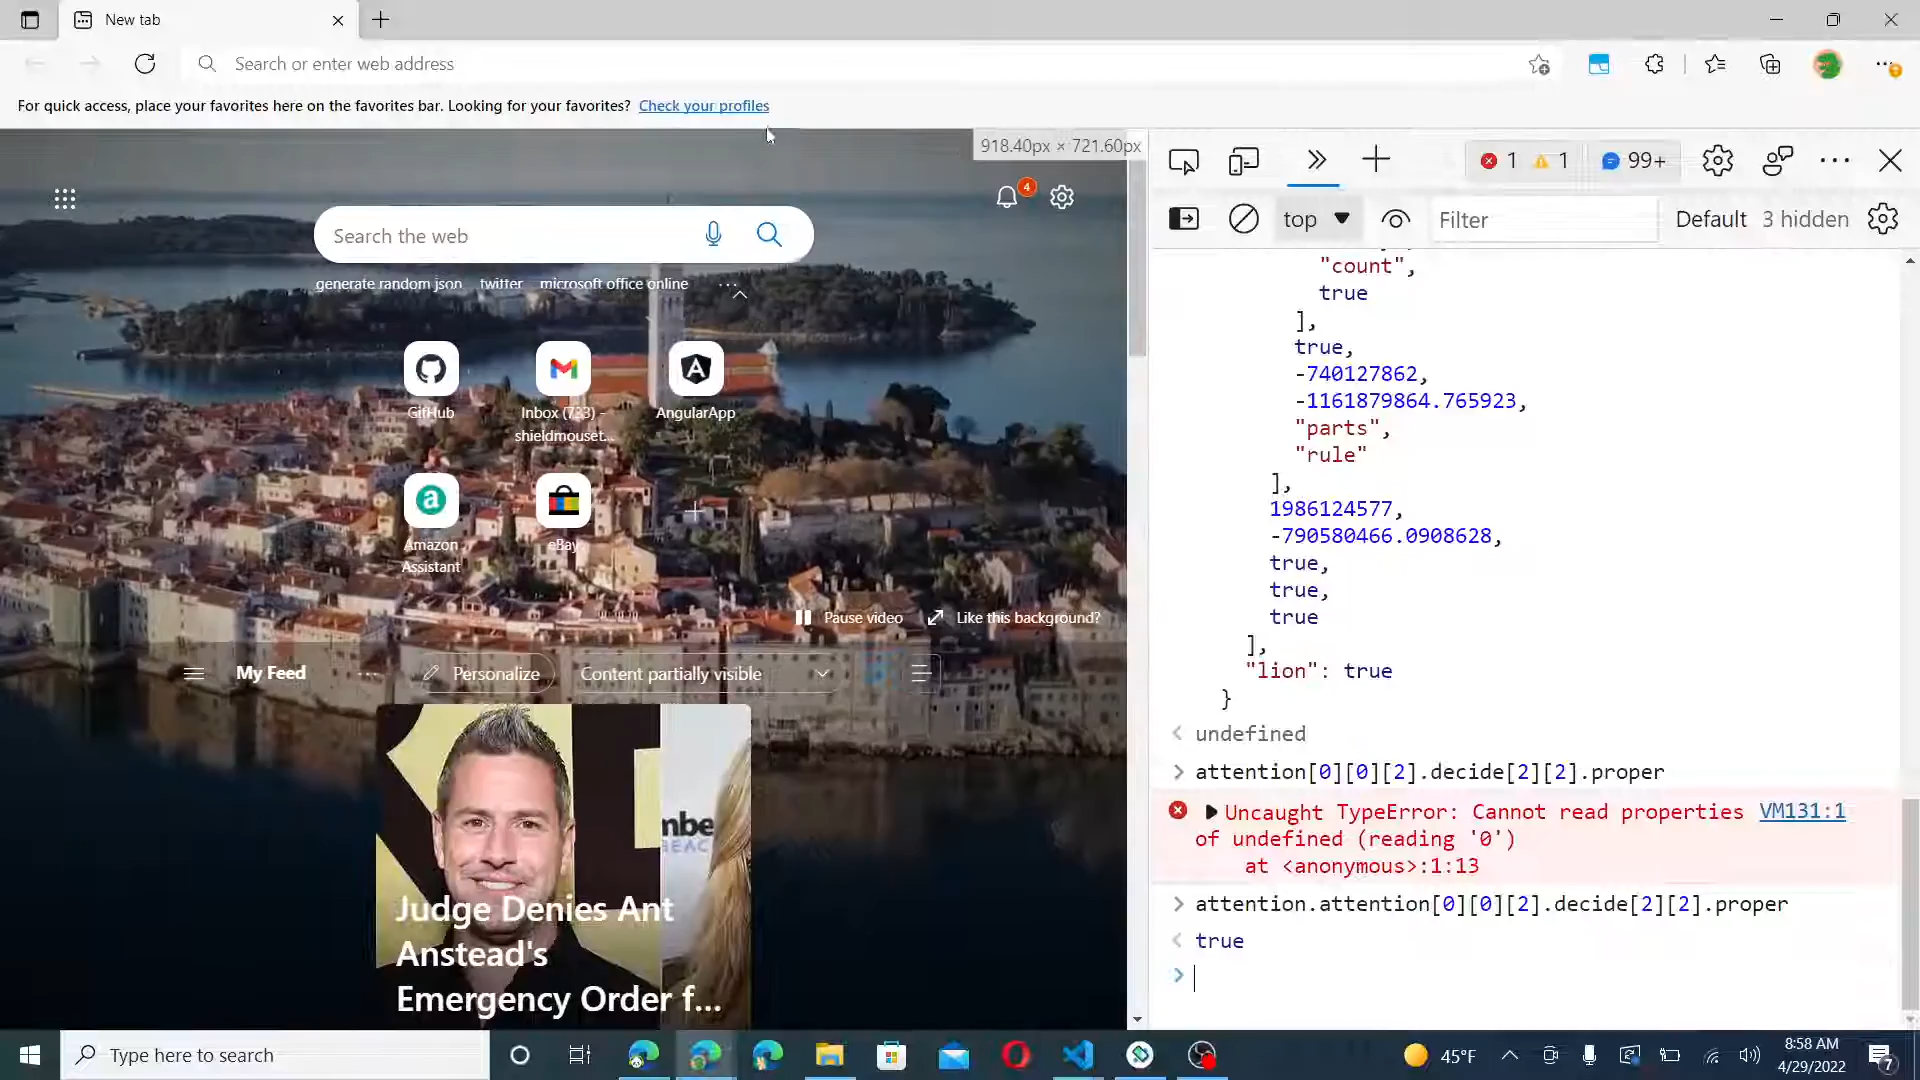 New tab
Search or enter web address
For quick access, place your favorites here on the favorites bar. Looking for your favorites? Check your profiles
918.40px × 721.60px
4
Search the web
generate random json twitter microsoft office online
GitHub
Inbox (733) -
shieldmouset...
AngularApp
Amazon
Assistant
eBay
Pause video
Like this background?
My Feed
Personalize
Content partially visible
Judge Denies Ant
Anstead's
Emergency Order f...
1 1 99+
top
Filter
Default
3 hidden
"count",
true
],
true,
-740127862,
-1161879864.765923,
"parts",
"rule"
],
1986124577,
-790580466.0908628,
true,
true,
true
],
"lion": true
}
undefined
attention[0][0][2].decide[2][2].proper
Uncaught TypeError: Cannot read properties VM131:1
of undefined (reading '0')
at <anonymous>:1:13
attention.attention[0][0][2].decide[2][2].proper
true
Type here to search
45°F
8:58 AM
4/29/2022
7